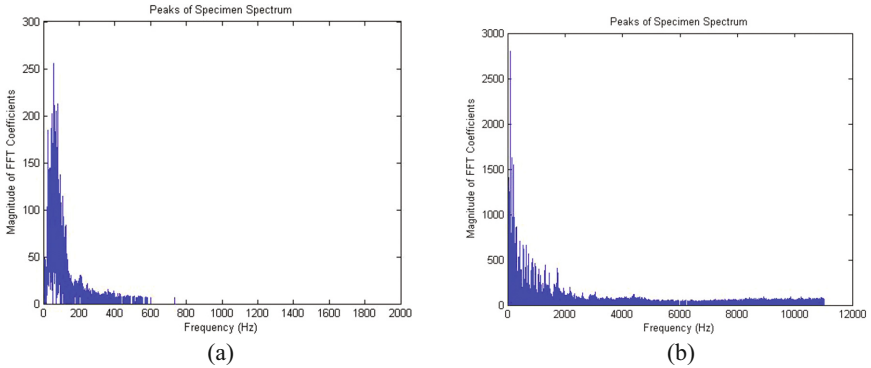 Peaks of Specimen Spectrum
300
250
200
150
100
50
0
Magnitude of FFT Coefficients
0 200 400 600 800 1000 1200 1400 1600 1800 2000
Frequency (Hz)
(a)
Peaks of Specimen Spectrum
3000
2500
2000
1500
1000
500
0
Magnitude of FFT Coefficients
0 2000 4000 6000 8000 10000 12000
Frequency (Hz)
(b)